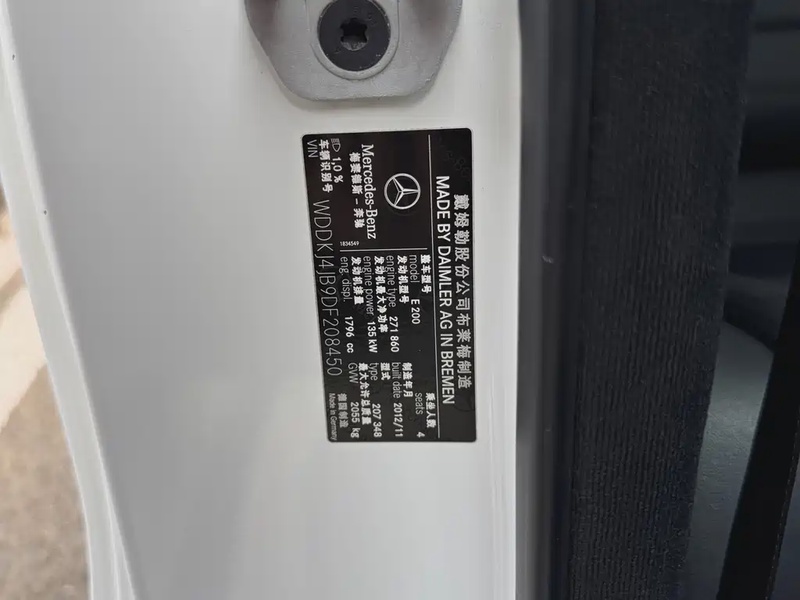 戴姆勒股份公司布莱梅制造
MADE BY DAIMLER AG IN BREMEN
Mercedes-Benz
梅赛德斯-奔驰
1834549
整车型号
model E 200
乘坐人数
seats 4
发动机型号
engine type 271 860
制造年月
built date 2012/11
发动机最大净功率
engine power 135 kW
型式
type 207 348
发动机排量
eng. displ. 1796 cc
最大允许总质量
GVW 2055 kg
1,0 %
车辆识别号
VIN WDDKJ4JB9DF208450
德国制造
Made in Germany